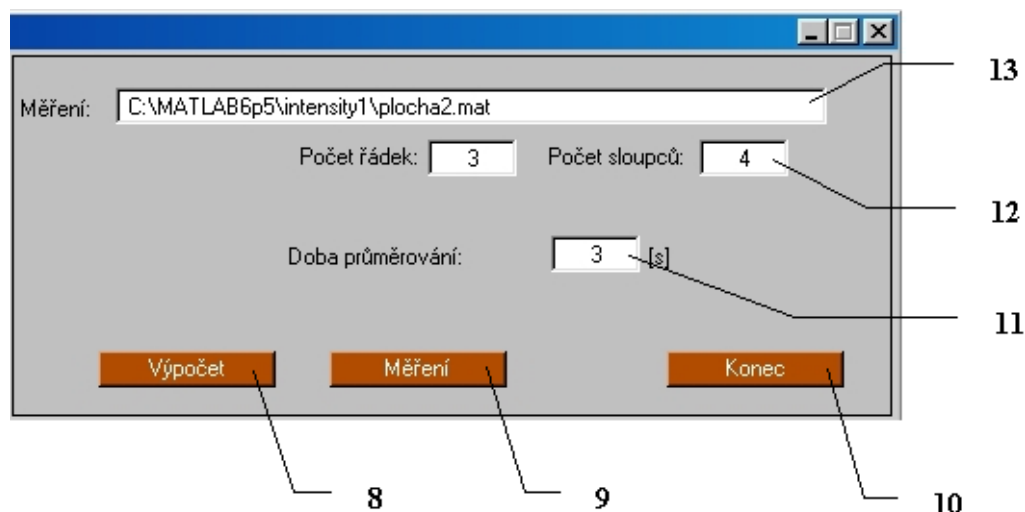 13
Měření: C:\MATLAB6p5\intensity1\plocha2.mat
Počet řádek: 3 Počet sloupců: 4
12
Doba průměrování: 3 [s]
11
Výpočet Měření Konec
8 9 10